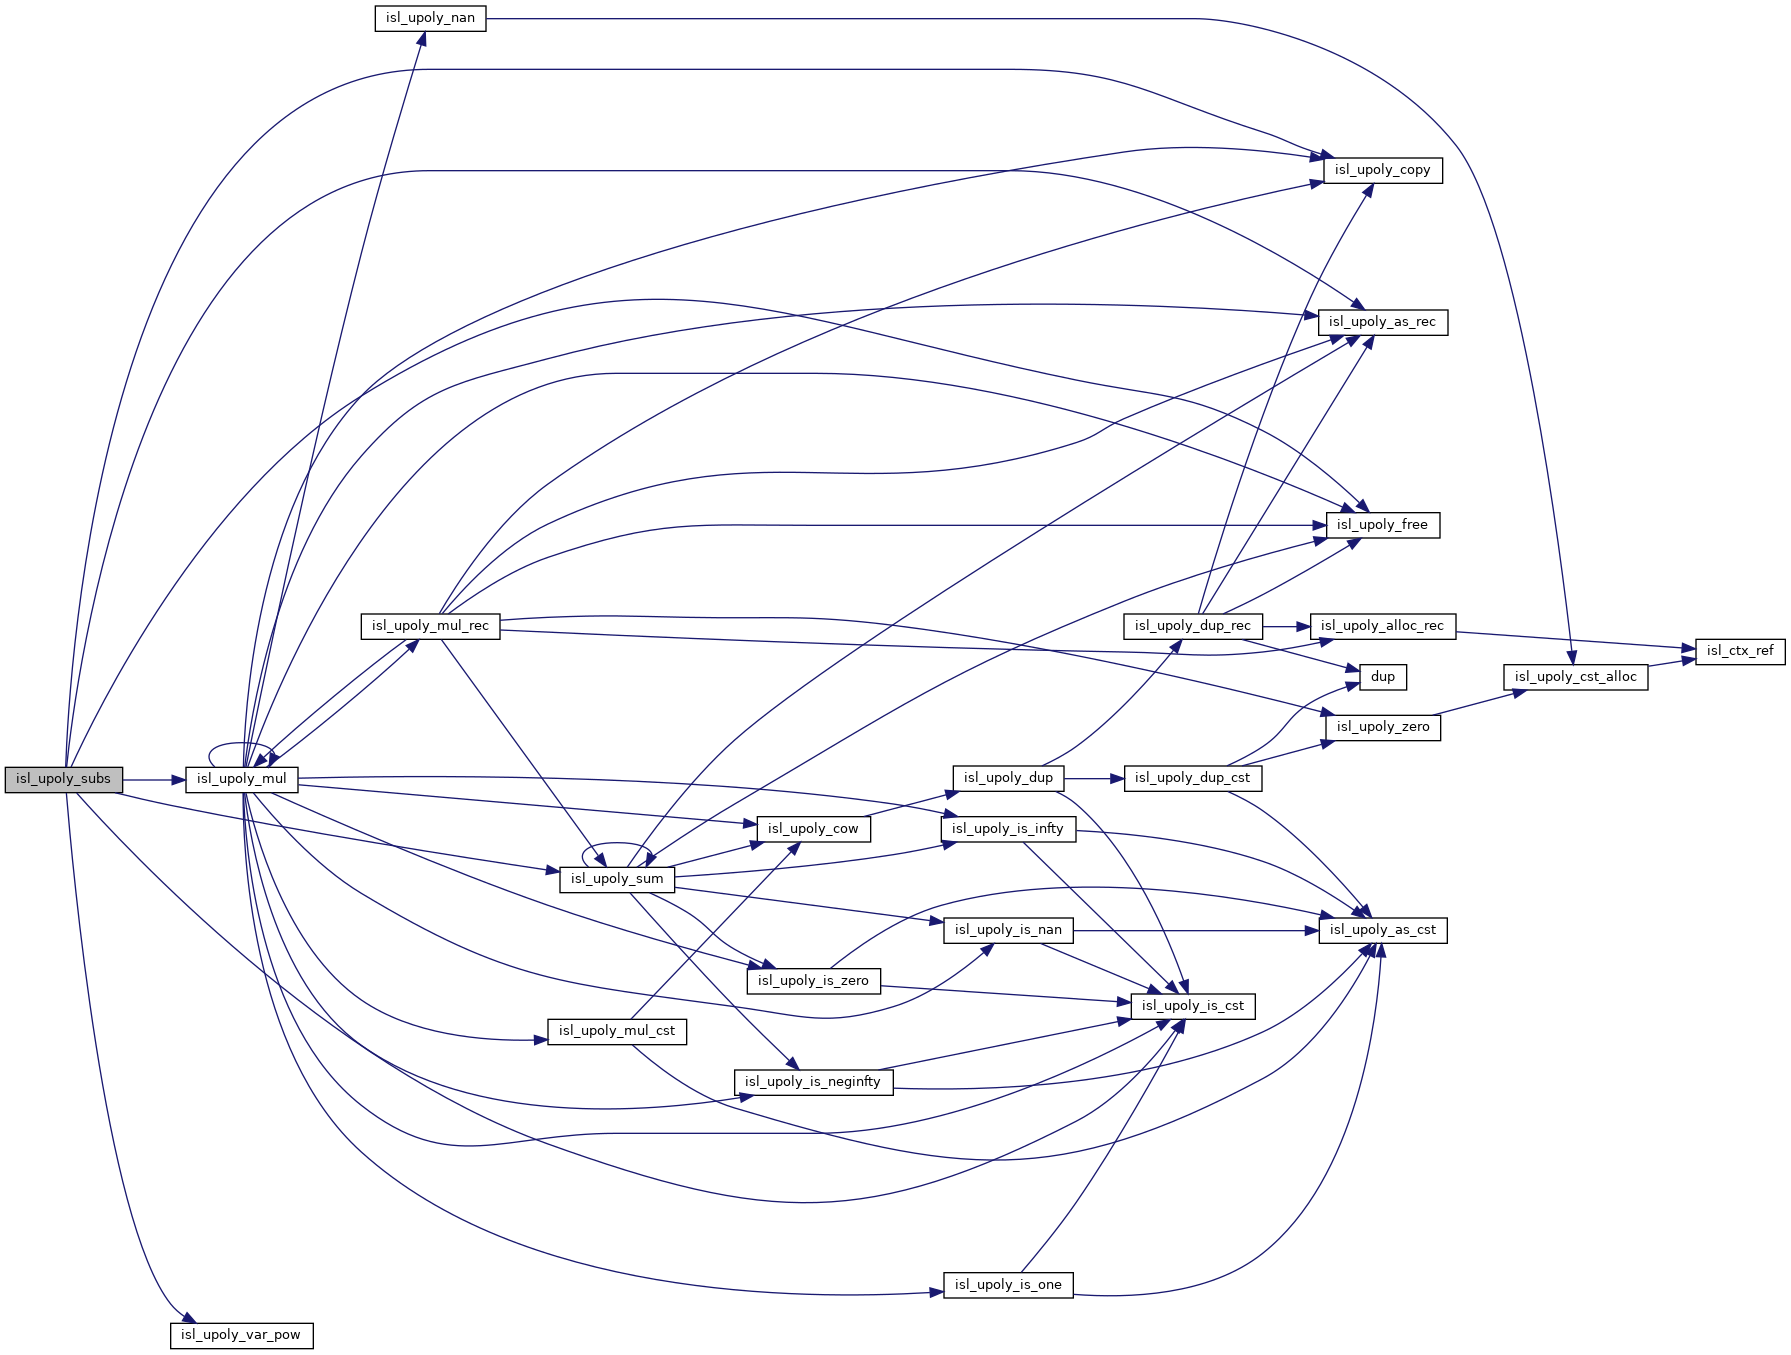 isl_upoly_nan
isl_upoly_copy
isl_upoly_as_rec
isl_upoly_free
isl_upoly_mul_rec
isl_upoly_dup_rec
isl_upoly_alloc_rec
isl_ctx_ref
dup
isl_upoly_cst_alloc
isl_upoly_zero
isl_upoly_subs
isl_upoly_mul
isl_upoly_dup
isl_upoly_dup_cst
isl_upoly_cow
isl_upoly_is_infty
isl_upoly_sum
isl_upoly_is_nan
isl_upoly_as_cst
isl_upoly_is_zero
isl_upoly_is_cst
isl_upoly_mul_cst
isl_upoly_is_neginfty
isl_upoly_is_one
isl_upoly_var_pow